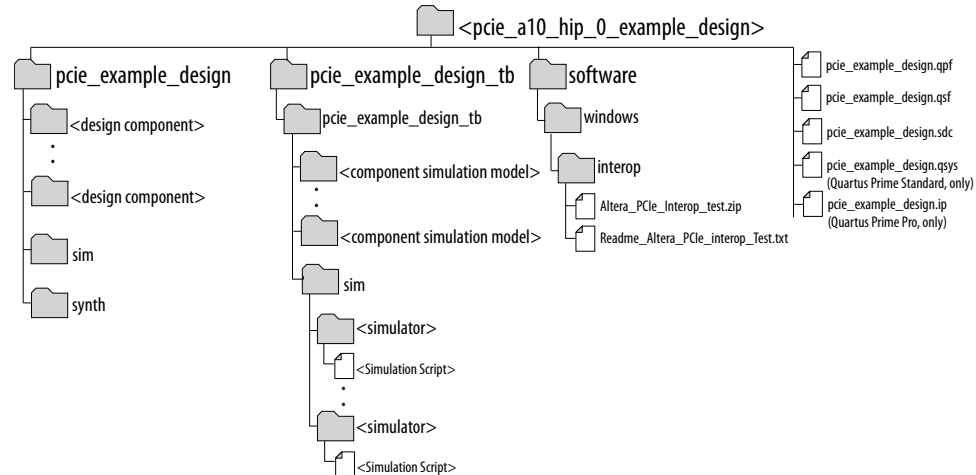 <pcie_a10_hip_0_example_design>
pcie_example_design
<design component>
<design component>
sim
synth
pcie_example_design_tb
pcie_example_design_tb
<component simulation model>
<component simulation model>
sim
<simulator>
<Simulation Script>
<simulator>
<Simulation Script>
software
windows
interop
Altera_PCIe_Interop_test.zip
Readme_Altera_PCIe_interop_Test.txt
pcie_example_design.qpf
pcie_example_design.qsf
pcie_example_design.sdc
pcie_example_design.qsys
(Quartus Prime Standard, only)
pcie_example_design.ip
(Quartus Prime Pro, only)